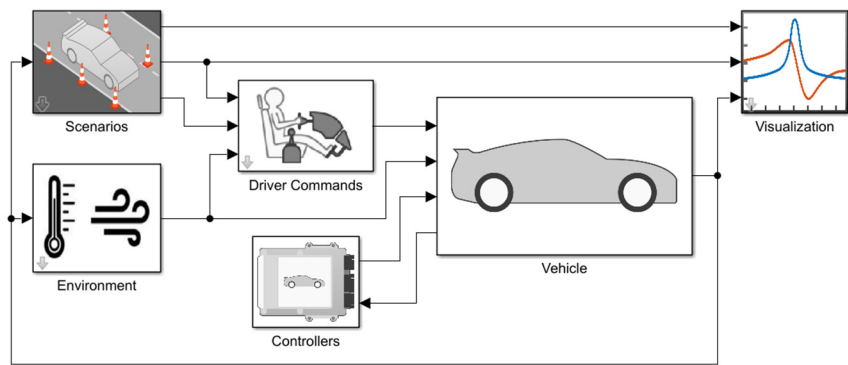 Scenarios
Visualization
Driver Commands
Environment
Vehicle
Controllers